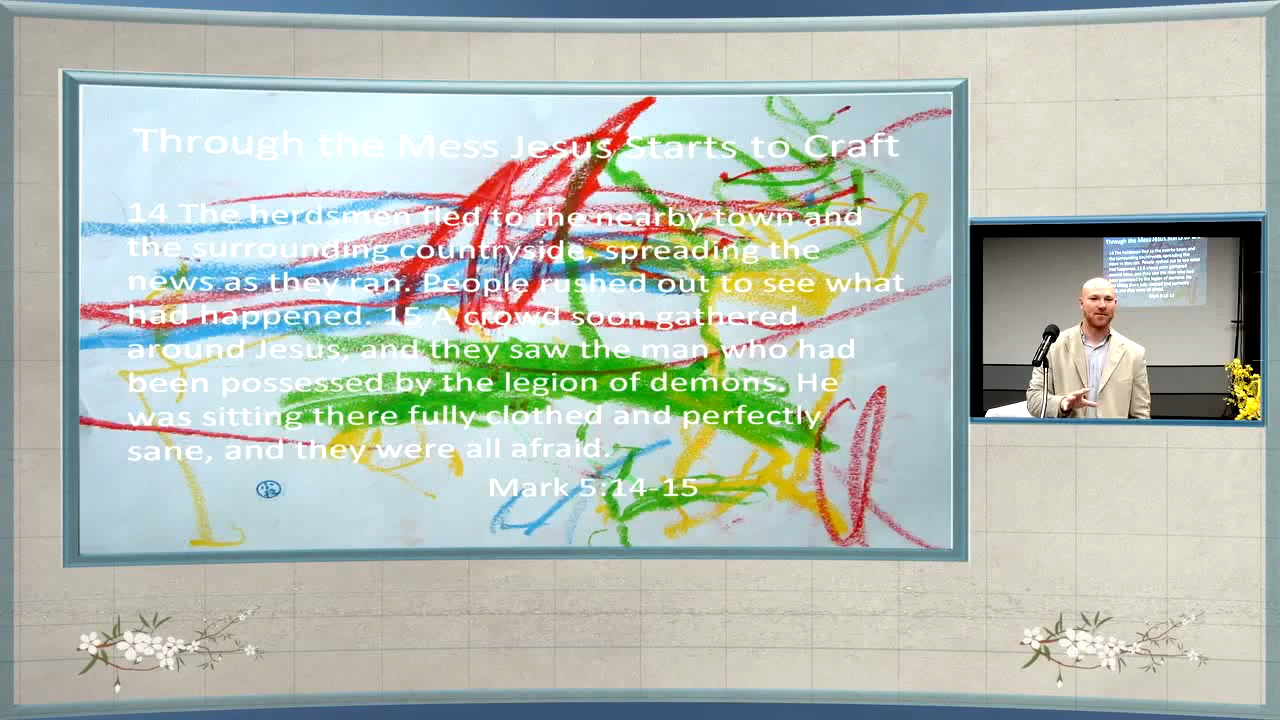 Through the Mess Jesus Starts to Craft
14 The herdsmen fled to the nearby town and
the surrounding countryside, spreading the
news as they ran. People rushed out to see what
had happened. 15 A crowd soon gathered
around Jesus, and they saw the man who had
been possessed by the legion of demons. He
was sitting there fully clothed and perfectly
sane, and they were all afraid.
Mark 5:14-15